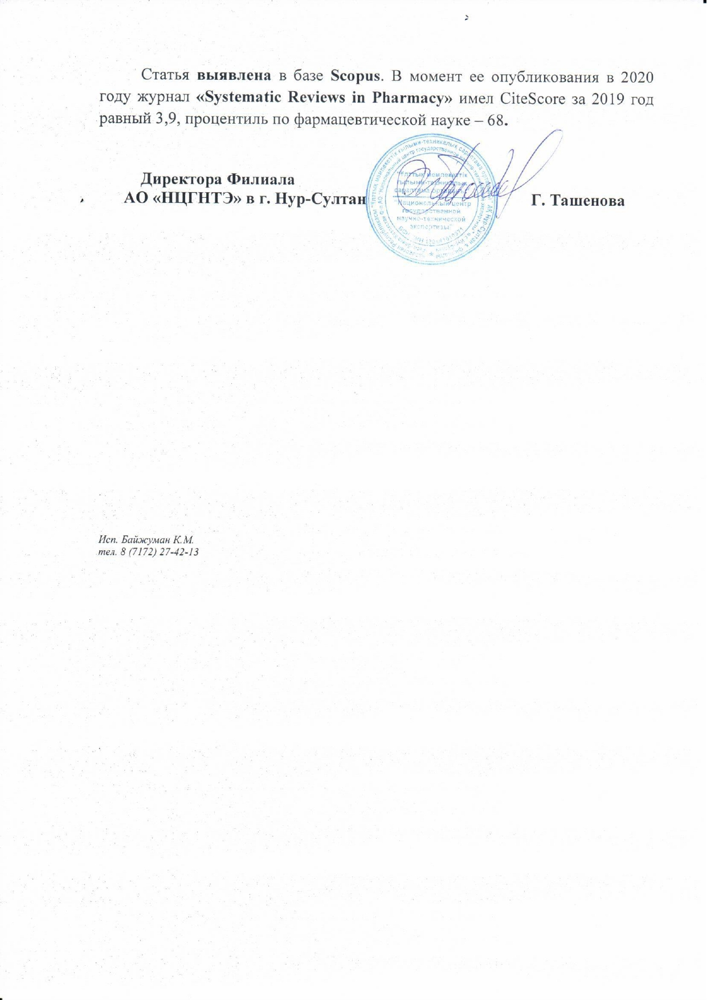 Статья выявлена в базе Scopus. В момент ее опубликования в 2020
году журнал «Systematic Reviews in Pharmacy» имел CiteScore за 2019 год
равный 3,9, процентиль по фармацевтической науке – 68.
Директора Филиала
АО «НЦГНТЭ» в г. Нур-Султан
Г. Ташенова
"Ұлттық мемлекеттік
ғылыми-техникалық
сараптама орталығы"
"Национальный центр
государственной
научно-технической
экспертизы"
Исп. Байжуман К.М.
тел. 8 (7172) 27-42-13